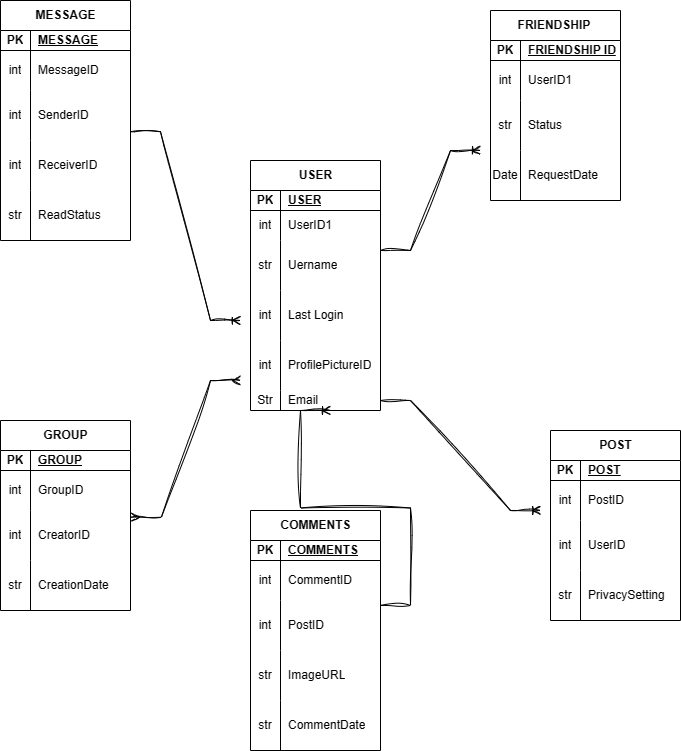 MESSAGE
PK MESSAGE
int MessageID
int SenderID
int ReceiverID
str ReadStatus
FRIENDSHIP
PK FRIENDSHIP ID
int UserID1
str Status
Date RequestDate
USER
PK USER
int UserID1
str Uername
int Last Login
int ProfilePictureID
Str Email
GROUP
PK GROUP
int GroupID
int CreatorID
str CreationDate
COMMENTS
PK COMMENTS
int CommentID
int PostID
str ImageURL
str CommentDate
POST
PK POST
int PostID
int UserID
str PrivacySetting